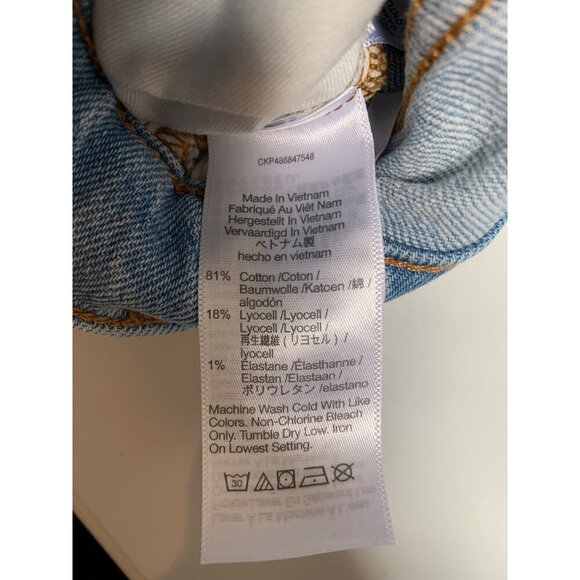 CKP486847548
Made In Vietnam
Fabriqué Au Viêt Nam
Hergestellt In Vietnam
Vervaardigd In Vietnam
ベトナム製
hecho en vietnam
81% Cotton /Coton /
Baumwolle /Katoen /綿 /
algodón
18% Lyocell /Lyocell /
Lyocell /Lyocell /
再生繊維 (リヨセル) /
lyocell
1% Élastane /Élasthanne /
Elastan /Elastaan /
ポリウレタン /elastano
Machine Wash Cold With Like
Colors. Non-Chlorine Bleach
Only. Tumble Dry Low. Iron
On Lowest Setting.
30